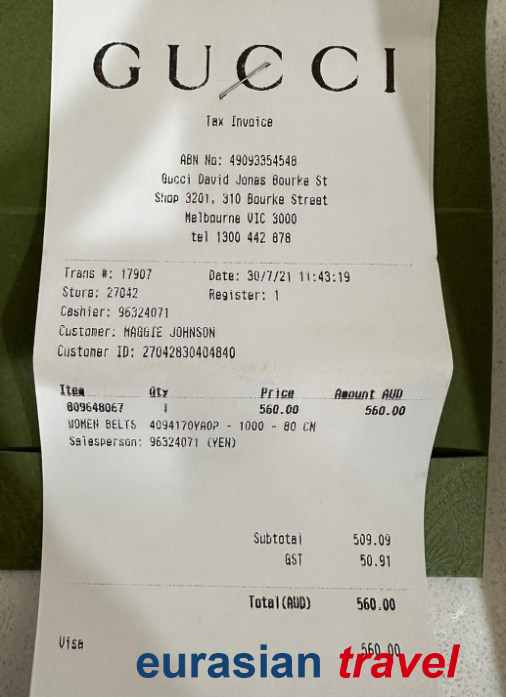 GUCCI
Tax Invoice
ABN No: 49093354548
Gucci David Jones Bourke St
Shop 3201, 310 Bourke Street
Melbourne VIC 3000
tel 1300 442 878
Trans #: 17907 Date: 30/7/21 11:43:19
Store: 27042 Register: 1
Cashier: 96324071
Customer: MAGGIE JOHNSON
Customer ID: 27042830404840
Item Qty Price Amount AUD
809648067 1 560.00 560.00
WOMEN BELTS 4094170YA0P - 1000 - 80 CM
Salesperson: 96324071 (YEN)
Subtotal 509.09
GST 50.91
Total(AUD) 560.00
Visa 560.00
eurasian travel